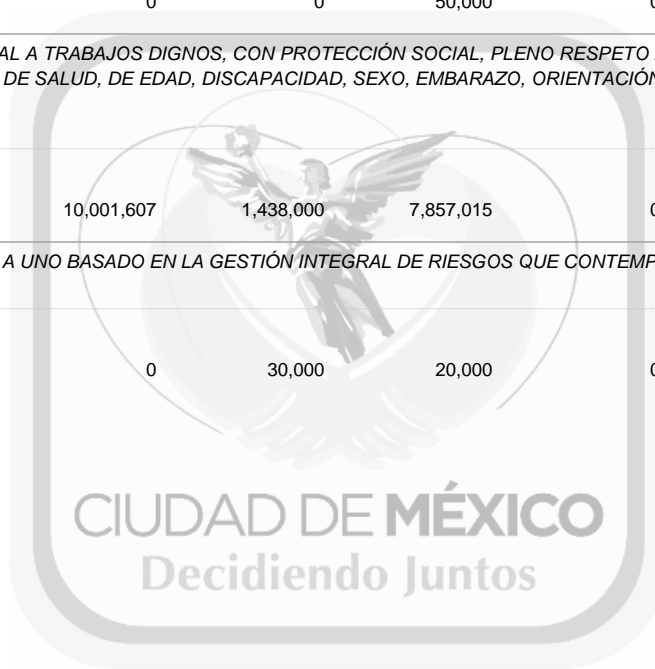 0 0 50,000 0
AL A TRABAJOS DIGNOS, CON PROTECCIÓN SOCIAL, PLENO RESPETO
DE SALUD, DE EDAD, DISCAPACIDAD, SEXO, EMBARAZO, ORIENTACIÓN
10,001,607 1,438,000 7,857,015 0
A UNO BASADO EN LA GESTIÓN INTEGRAL DE RIESGOS QUE CONTEMP
0 30,000 20,000 0
CIUDAD DE MÉXICO
Decidiendo Juntos